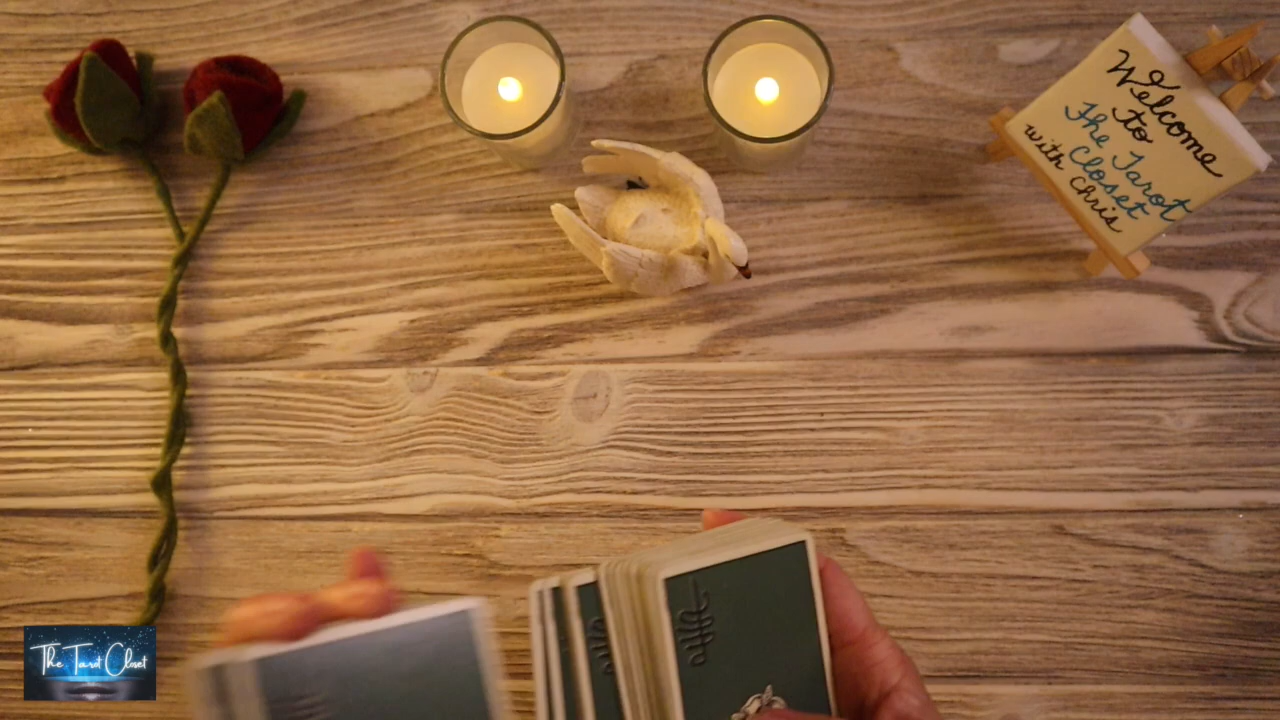 Welcome
to
The Tarot
Closet
with Chris
The Tarot Closet